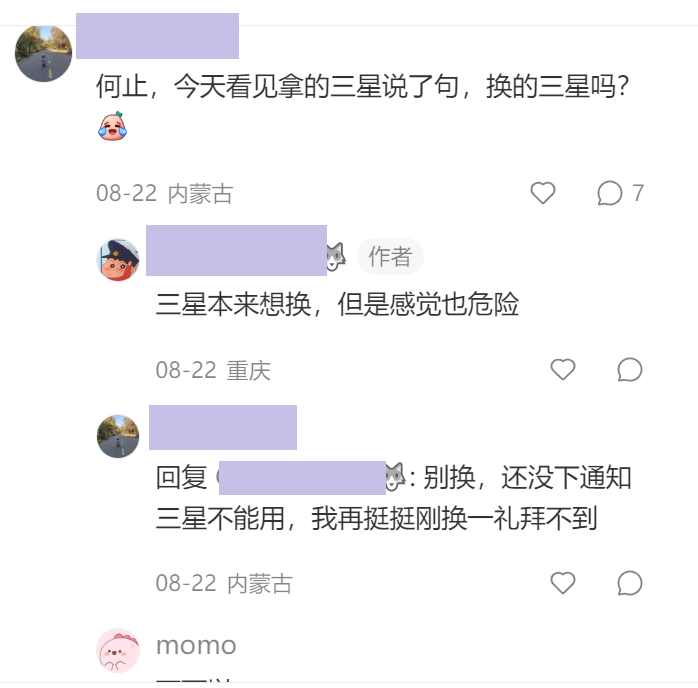 何止，今天看见拿的三星说了句，换的三星吗？
08-22 内蒙古
7
作者
三星本来想换，但是感觉也危险
08-22 重庆
回复
: 别换，还没下通知
三星不能用，我再挺挺刚换一礼拜不到
08-22 内蒙古
momo